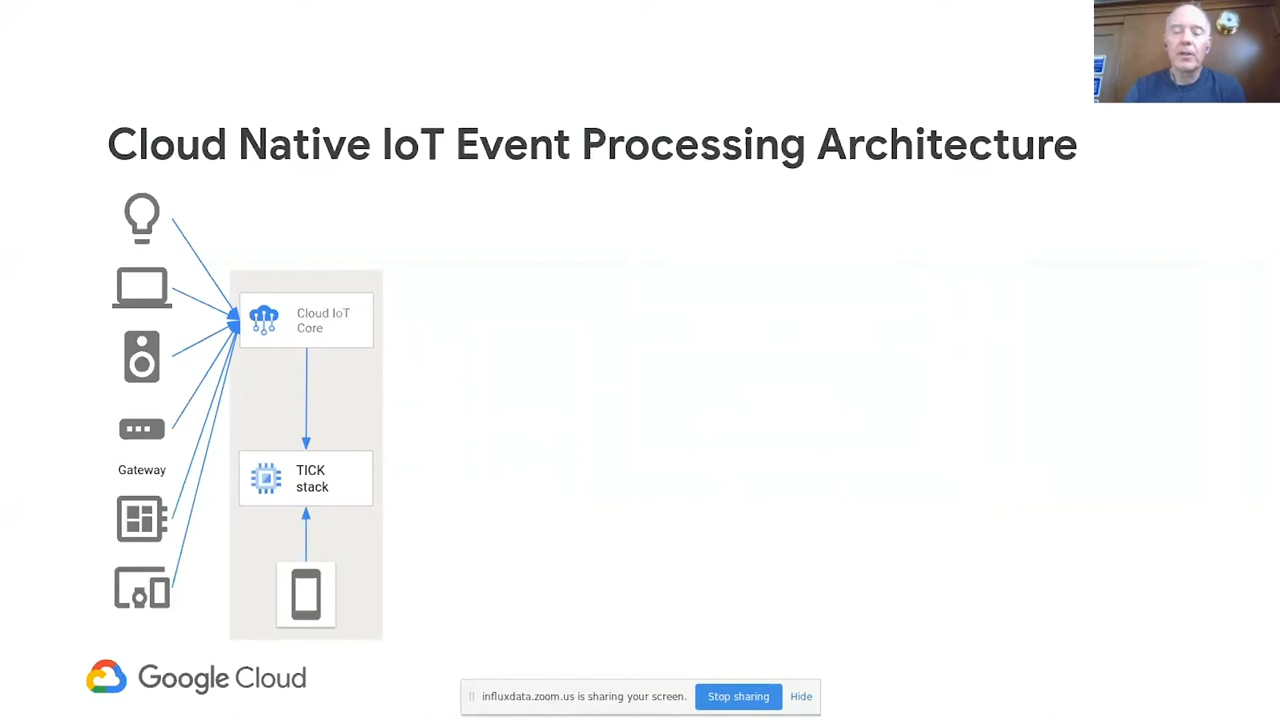 Cloud Native IoT Event Processing Architecture
Cloud IoT
Core
TICK
stack
Gateway
Google Cloud
influxdata.zoom.us is sharing your screen.
Stop sharing
Hide